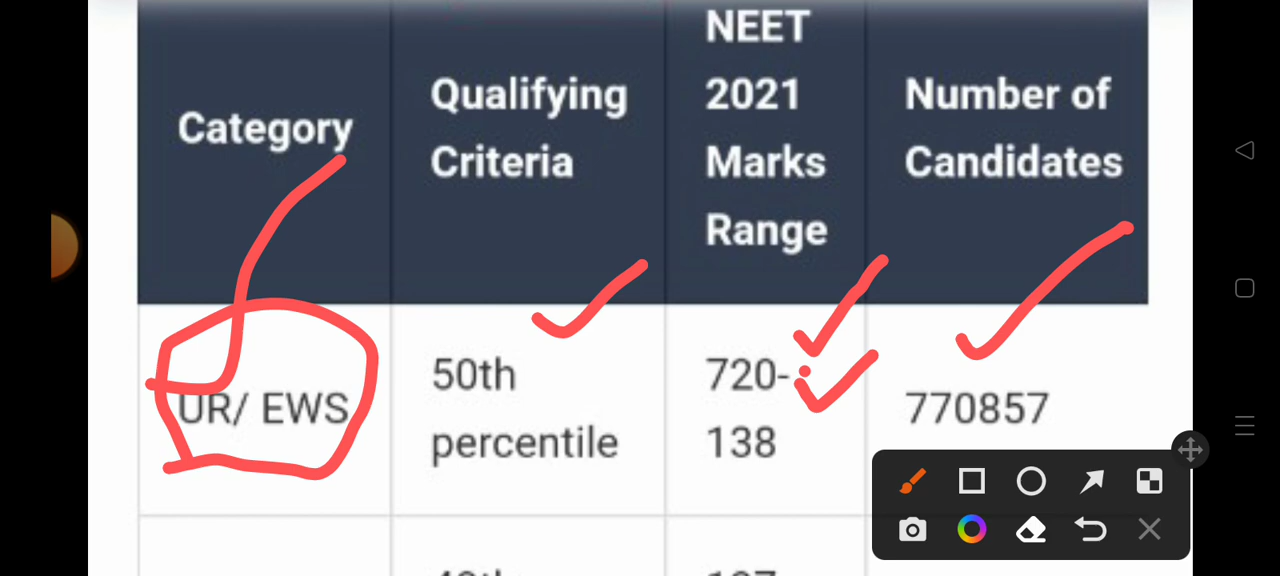 Category
Qualifying
Criteria
NEET
2021
Marks
Range
Number of
Candidates
UR/ EWS
50th
percentile
720-
138
770857